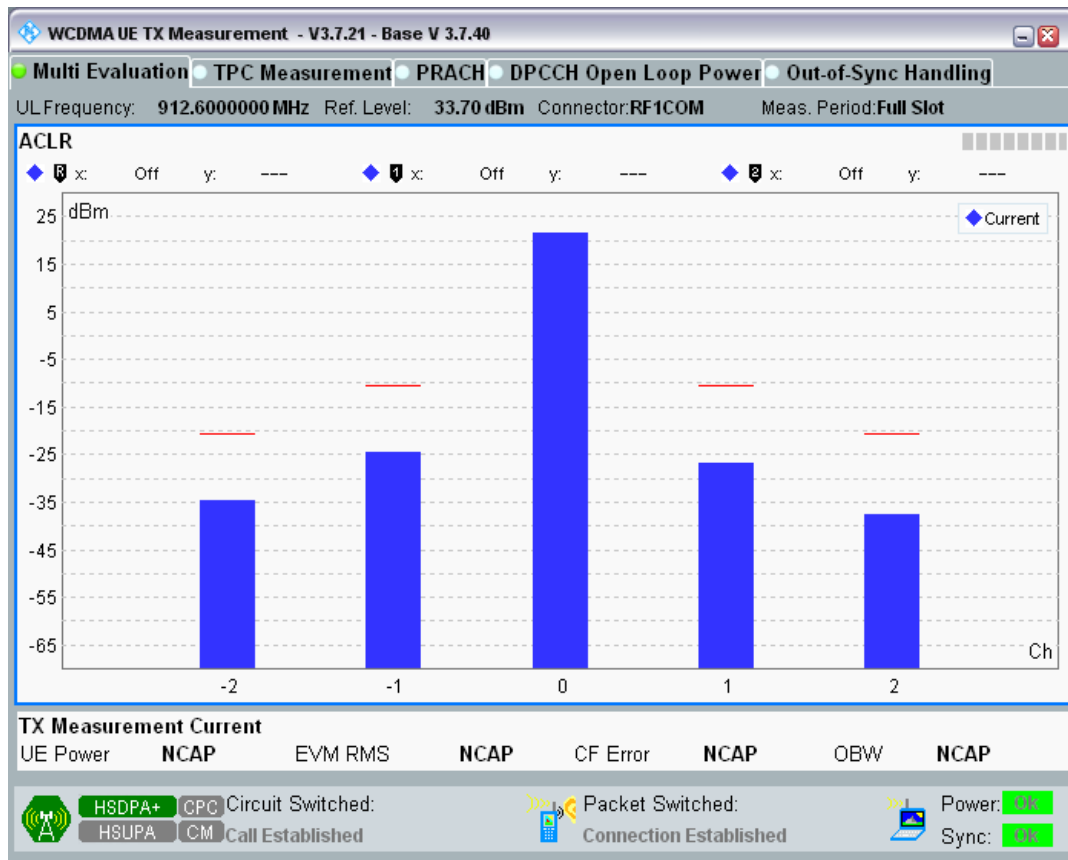 WCDMA UE TX Measurement - V3.7.21 - Base V 3.7.40
Multi Evaluation TPC Measurement PRACH DPCCH Open Loop Power Out-of-Sync Handling
UL Frequency: 912.6000000 MHz Ref. Level: 33.70 dBm Connector:RF1COM Meas. Period:Full Slot
ACLR
R x: Off y: --- 1 x: Off y: --- 2 x: Off y: ---
dBm
Current
25
15
5
-5
-15
-25
-35
-45
-55
-65
Ch
-2 -1 0 1 2
TX Measurement Current
UE Power NCAP EVM RMS NCAP CF Error NCAP OBW NCAP
HSDPA+ CPC Circuit Switched: Packet Switched: Power: Ok
HSUPA CM Call Established Connection Established Sync: Ok